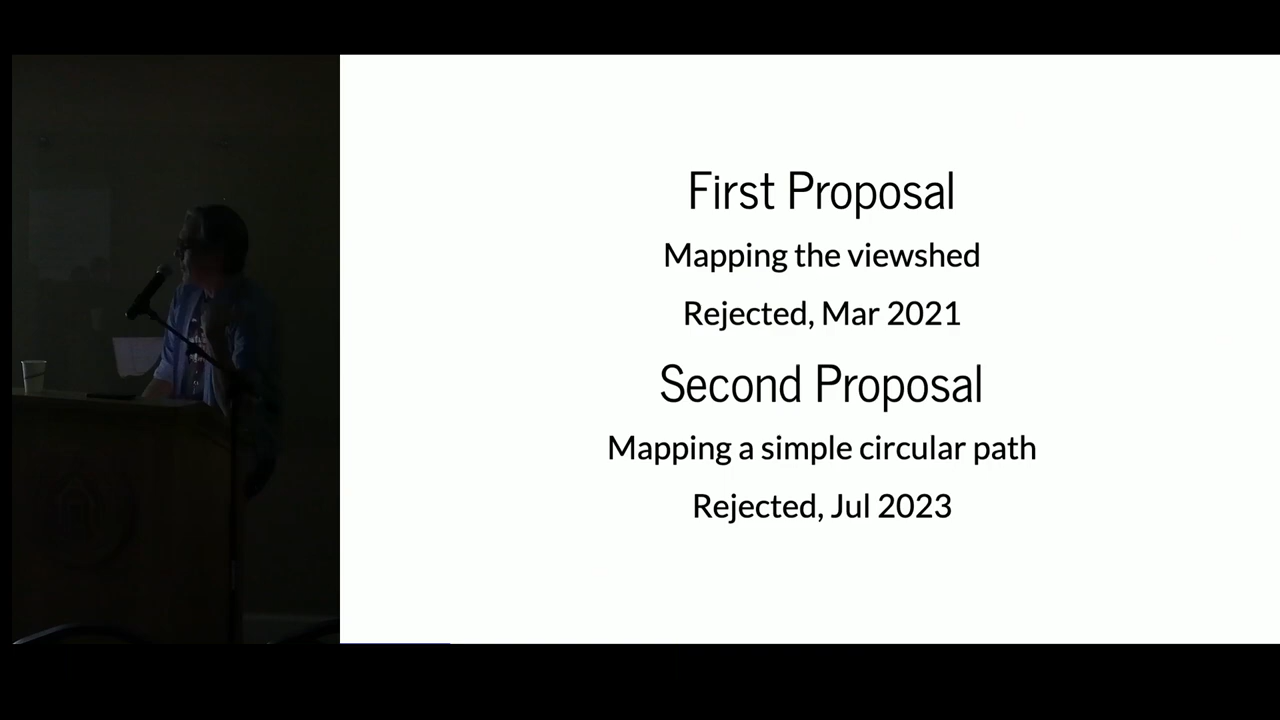 First Proposal
Mapping the viewshed
Rejected, Mar 2021
Second Proposal
Mapping a simple circular path
Rejected, Jul 2023